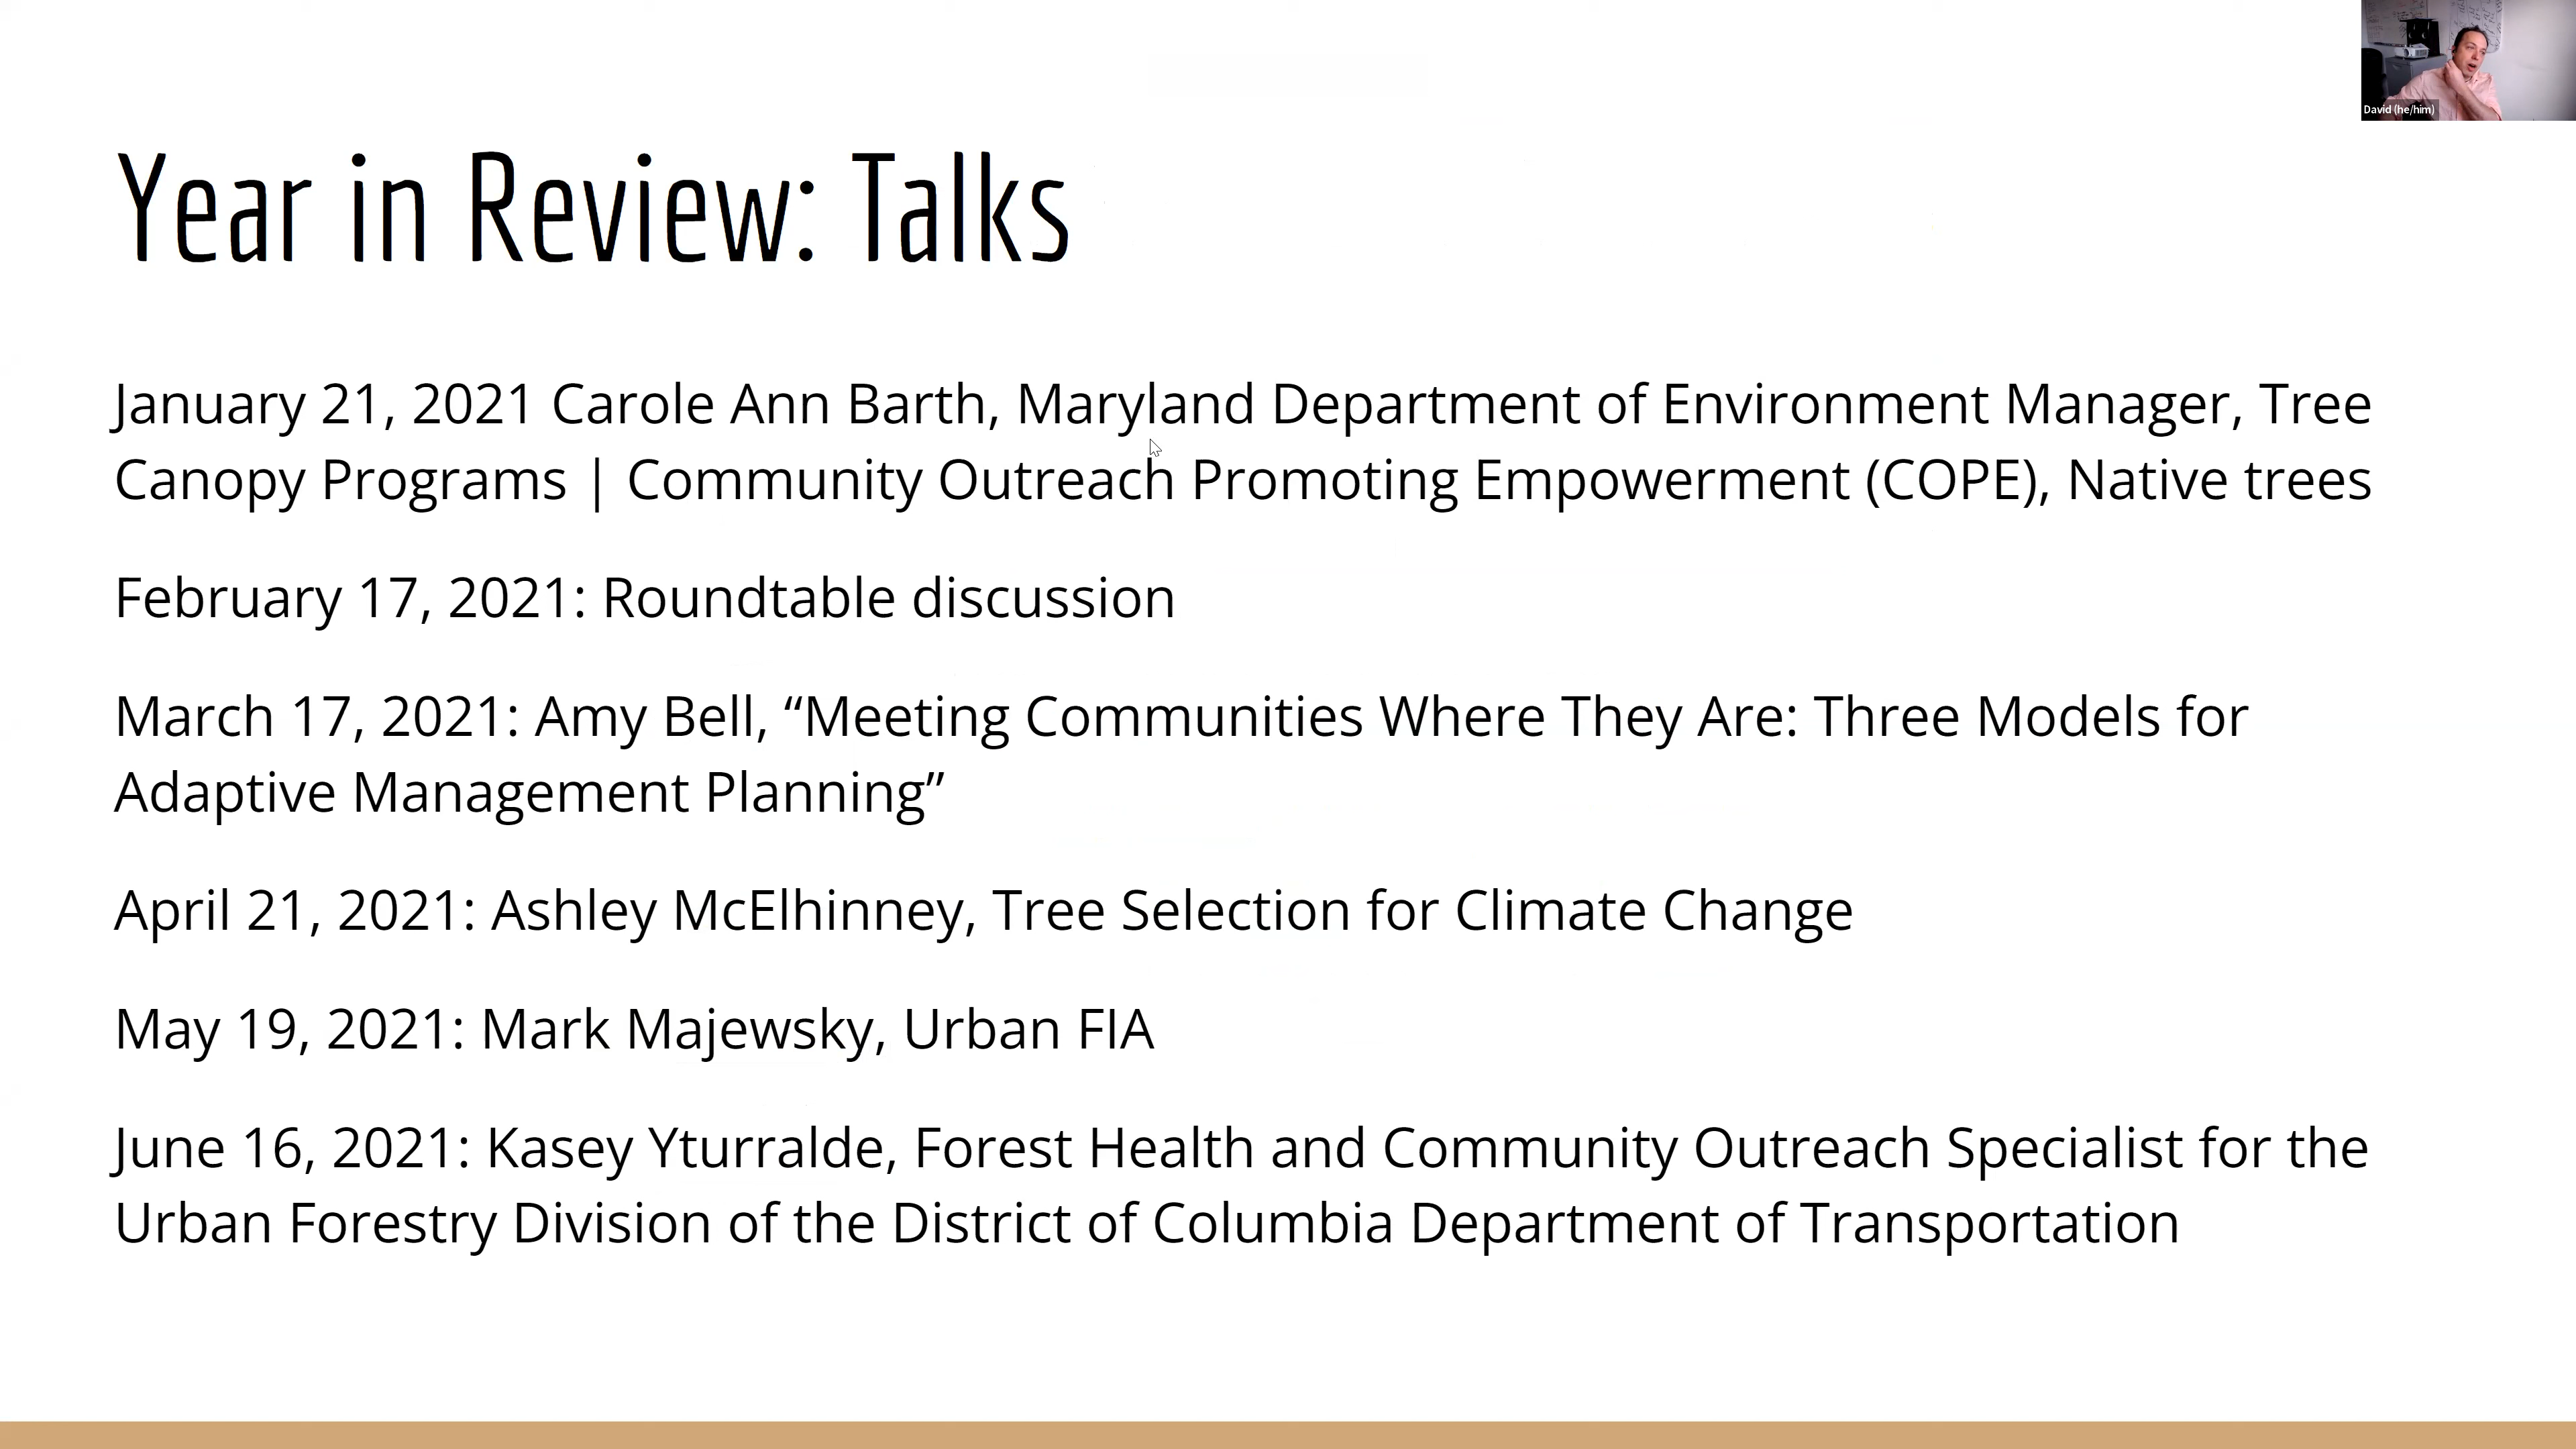 David (he/him)
Year in Review: Talks
January 21, 2021 Carole Ann Barth, Maryland Department of Environment Manager, Tree
Canopy Programs | Community Outreach Promoting Empowerment (COPE), Native trees
February 17, 2021: Roundtable discussion
March 17, 2021: Amy Bell, “Meeting Communities Where They Are: Three Models for
Adaptive Management Planning”
April 21, 2021: Ashley McElhinney, Tree Selection for Climate Change
May 19, 2021: Mark Majewsky, Urban FIA
June 16, 2021: Kasey Yturralde, Forest Health and Community Outreach Specialist for the
Urban Forestry Division of the District of Columbia Department of Transportation